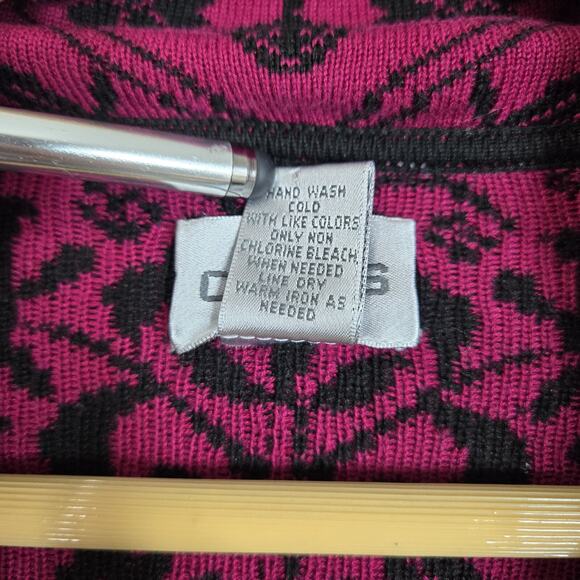 HAND WASH
COLD
WITH LIKE COLORS
ONLY NON
CHLORINE BLEACH
WHEN NEEDED
LINE DRY
WARM IRON AS
NEEDED